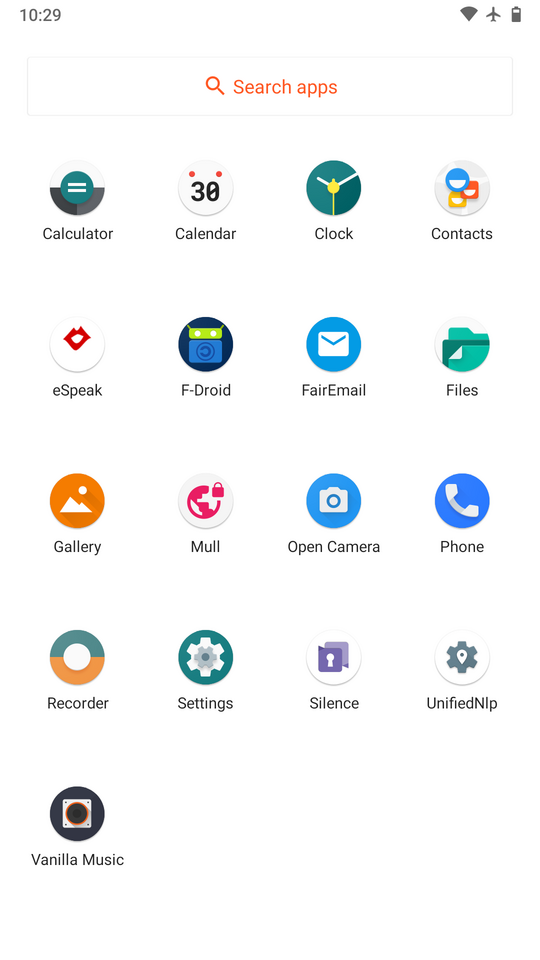 10:29
Search apps
30
Calculator
Calendar
Clock
Contacts
eSpeak
F-Droid
FairEmail
Files
Gallery
Mull
Open Camera
Phone
Recorder
Settings
Silence
UnifiedNlp
Vanilla Music